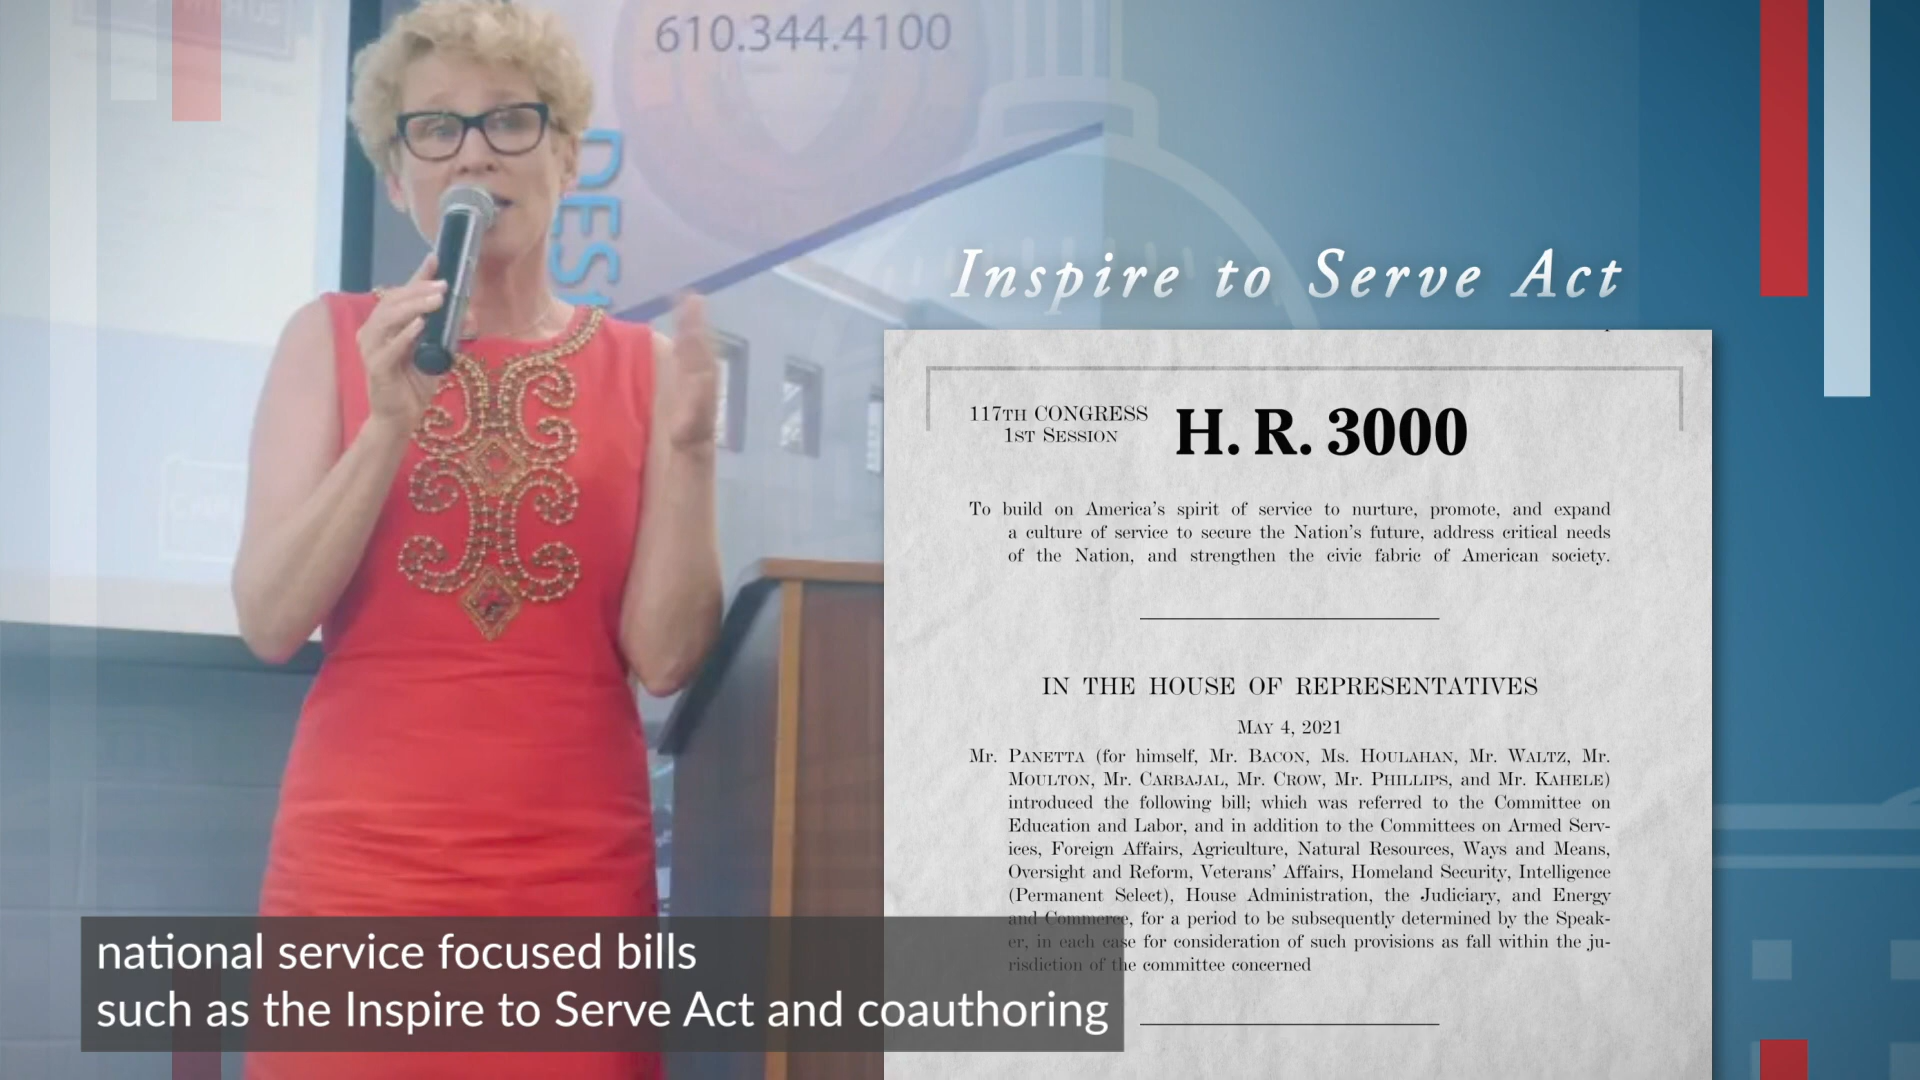 610.344.4100
DES
Inspire to Serve Act
117TH CONGRESS
1ST SESSION
H. R. 3000
To build on America's spirit of service to nurture, promote, and expand
a culture of service to secure the Nation's future, address critical needs
of the Nation, and strengthen the civic fabric of American society.
IN THE HOUSE OF REPRESENTATIVES
MAY 4, 2021
Mr. PANETTA (for himself, Mr. BACON, Ms. HOULAHAN, Mr. WALTZ, Mr.
MOULTON, Mr. CARBAJAL, Mr. CROW, Mr. PHILLIPS, and Mr. KAHELE)
introduced the following bill; which was referred to the Committee on
Education and Labor, and in addition to the Committees on Armed Serv-
ices, Foreign Affairs, Agriculture, Natural Resources, Ways and Means,
Oversight and Reform, Veterans' Affairs, Homeland Security, Intelligence
(Permanent Select), House Administration, the Judiciary, and Energy
and Commerce, for a period to be subsequently determined by the Speak-
er, in each case for consideration of such provisions as fall within the ju-
risdiction of the committee concerned
national service focused bills
such as the Inspire to Serve Act and coauthoring